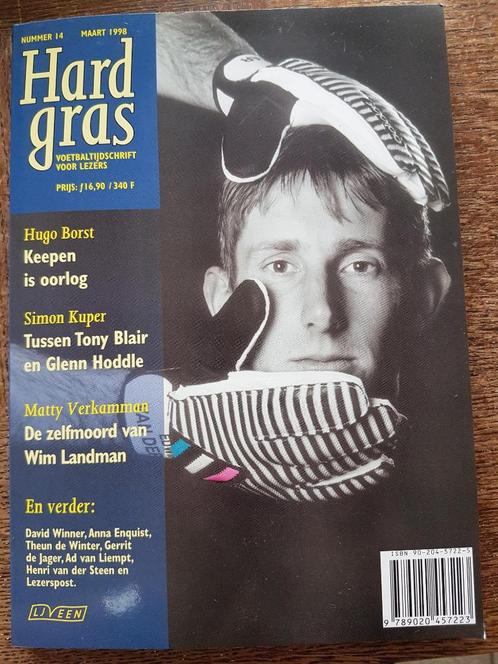 NUMMER 14 MAART 1998
Hard
gras
VOETBALTIJDSCHRIFT
VOOR LEZERS
PRIJS: ƒ16,90 / 340 F
Hugo Borst
Keepen
is oorlog
Simon Kuper
Tussen Tony Blair
en Glenn Hoddle
Matty Verkamman
De zelfmoord van
Wim Landman
En verder:
David Winner, Anna Enquist,
Theun de Winter, Gerrit
de Jager, Ad van Liempt,
Henri van der Steen en
Lezerspost.
LJVEEN
ISBN 90-204-5722-5
9 789020 457223